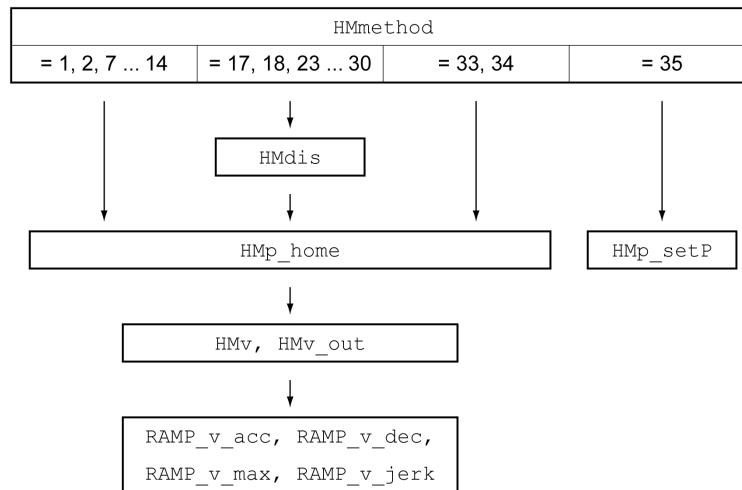 HMmethod
= 1, 2, 7 ... 14 = 17, 18, 23 ... 30 = 33, 34 = 35
HMdis
HMp_home HMp_setP
HMv, HMv_out
RAMP_v_acc, RAMP_v_dec,
RAMP_v_max, RAMP_v_jerk